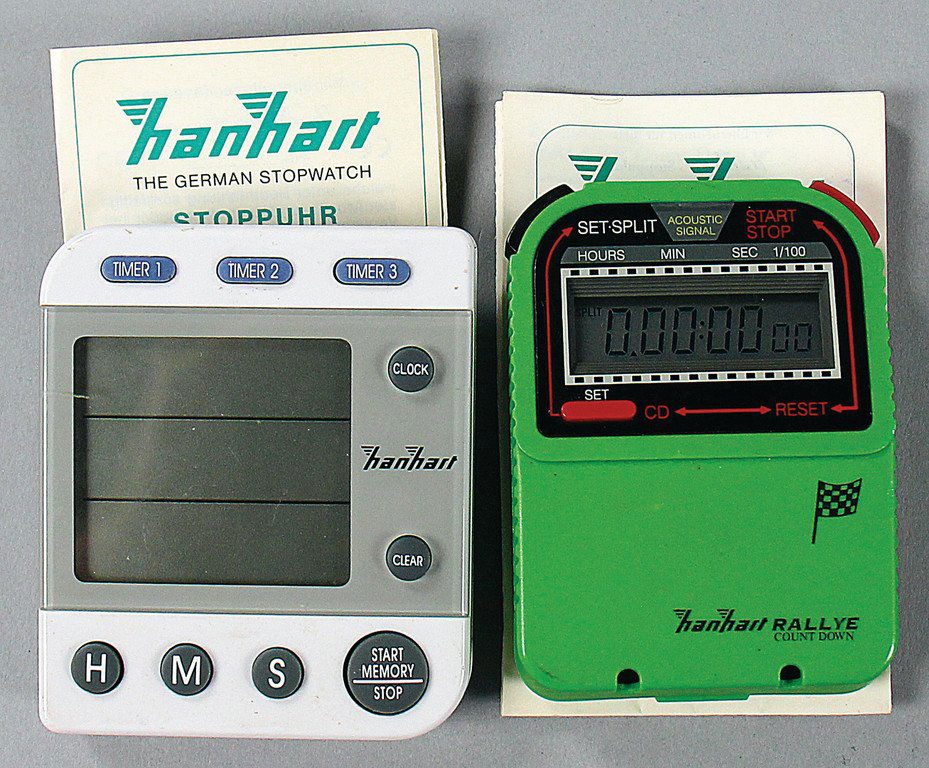 hanhart
THE GERMAN STOPWATCH
STOPPUHR
TIMER 1 TIMER 2 TIMER 3
CLOCK
hanhart
CLEAR
H M S
START
MEMORY
STOP
SET·SPLIT ACOUSTIC SIGNAL START STOP
HOURS MIN SEC 1/100
SPLIT
0.00:00 00
SET
CD RESET
hanhart RALLYE
COUNT DOWN